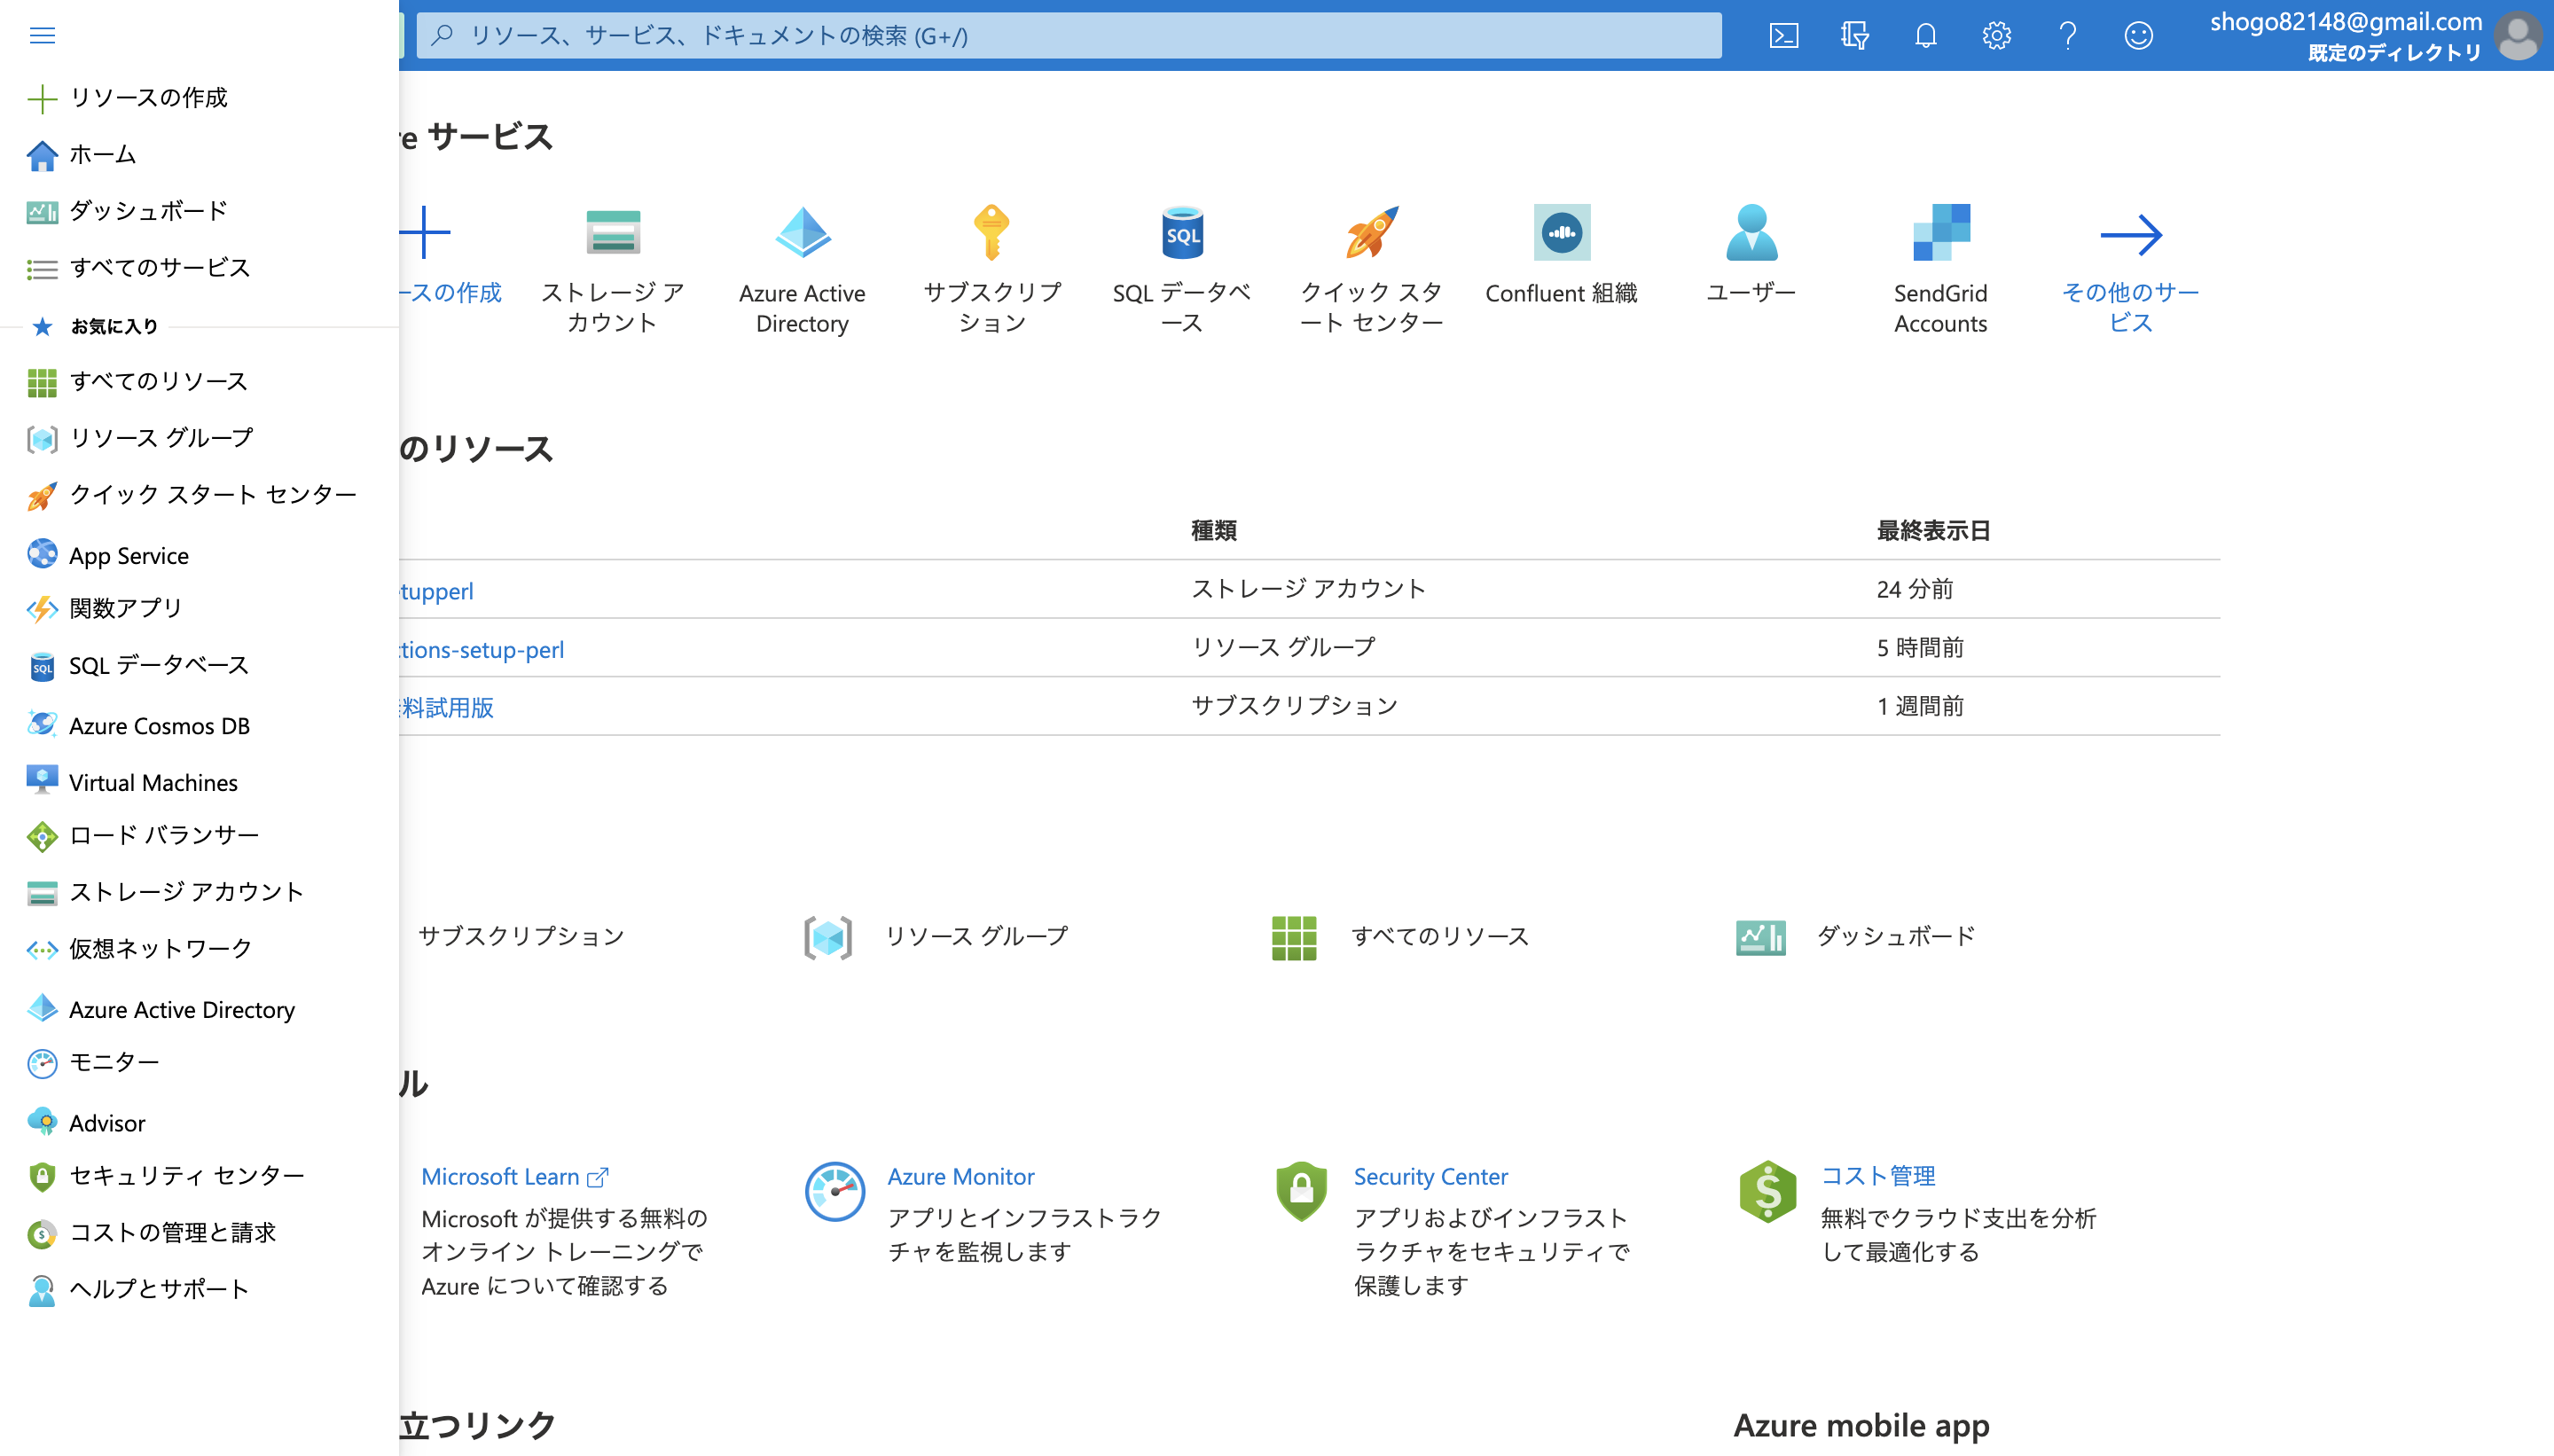 リソース、サービス、ドキュメントの検索 (G+/)
shogo82148@gmail.com
既定のディレクトリ
リソースの作成
ホーム
ダッシュボード
すべてのサービス
お気に入り
すべてのリソース
リソース グループ
クイック スタート センター
App Service
関数アプリ
SQL データベース
Azure Cosmos DB
Virtual Machines
ロード バランサー
ストレージ アカウント
仮想ネットワーク
Azure Active Directory
モニター
Advisor
セキュリティ センター
コストの管理と請求
ヘルプとサポート
re サービス
ースの作成
ストレージ ア
カウント
Azure Active
Directory
サブスクリプ
ション
SQL
SQL データベ
ース
クイック スタ
ート センター
Confluent 組織
ユーザー
SendGrid
Accounts
その他のサー
ビス
のリソース
種類
最終表示日
etupperl
ストレージ アカウント
24 分前
ctions-setup-perl
リソース グループ
5 時間前
料試用版
サブスクリプション
1 週間前
サブスクリプション
リソース グループ
すべてのリソース
ダッシュボード
ル
Microsoft Learn
Microsoft が提供する無料の
オンライン トレーニングで
Azure について確認する
Azure Monitor
アプリとインフラストラク
チャを監視します
Security Center
アプリおよびインフラスト
ラクチャをセキュリティで
保護します
コスト管理
無料でクラウド支出を分析
して最適化する
立つリンク
Azure mobile app